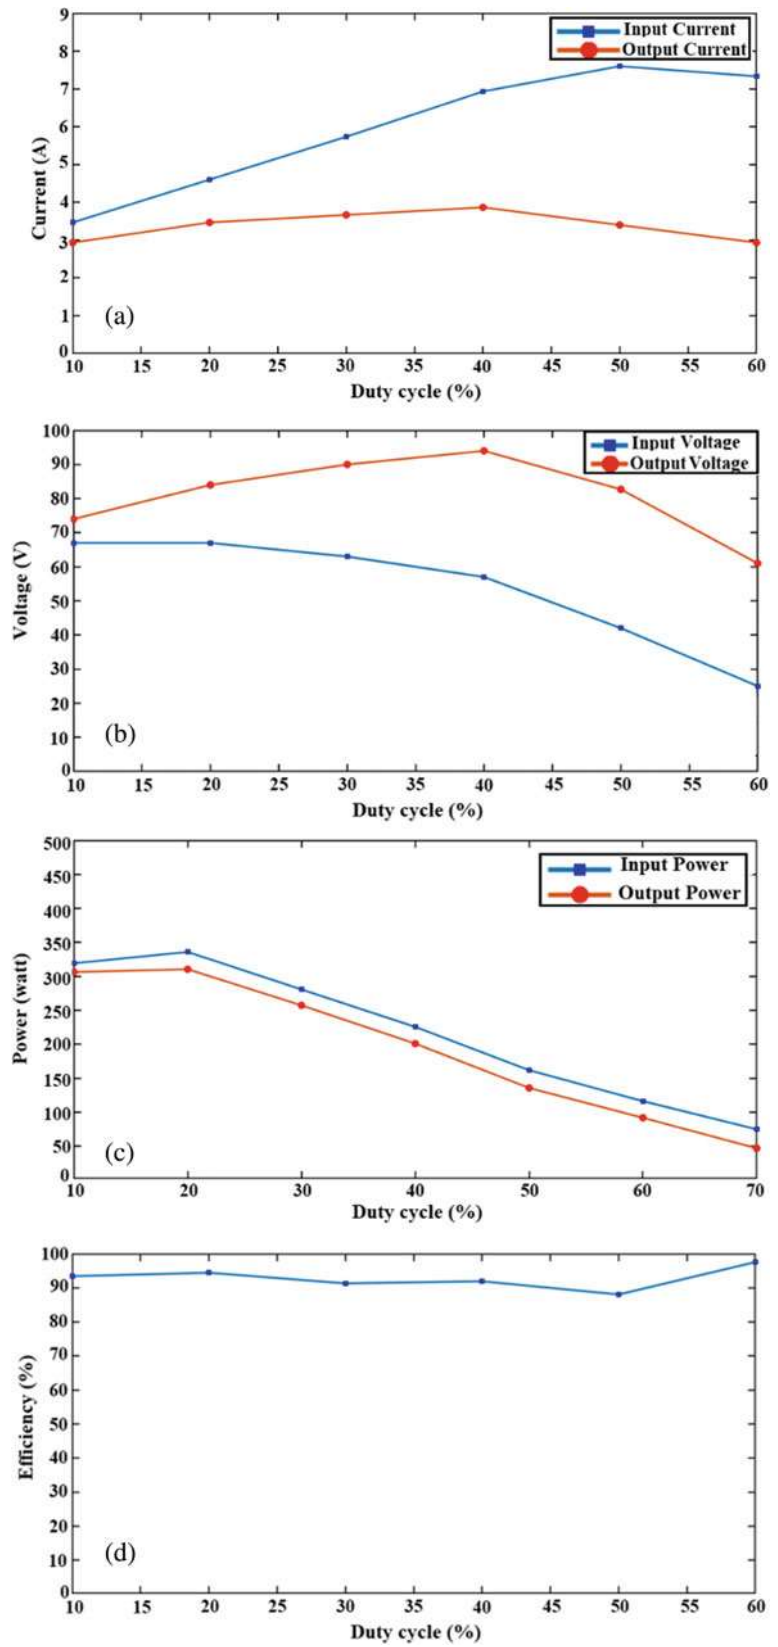 9
8
7
6
5
4
3
2
1
0
Current (A)
Input Current
Output Current
(a)
10 15 20 25 30 35 40 45 50 55 60
Duty cycle (%)
100
90
80
70
60
50
40
30
20
10
0
Voltage (V)
Input Voltage
Output Voltage
(b)
10 15 20 25 30 35 40 45 50 55 60
Duty cycle (%)
500
450
400
350
300
250
200
150
100
50
0
Power (watt)
Input Power
Output Power
(c)
10 20 30 40 50 60 70
Duty cycle (%)
100
90
80
70
60
50
40
30
20
10
0
Efficiency (%)
(d)
10 15 20 25 30 35 40 45 50 55 60
Duty cycle (%)